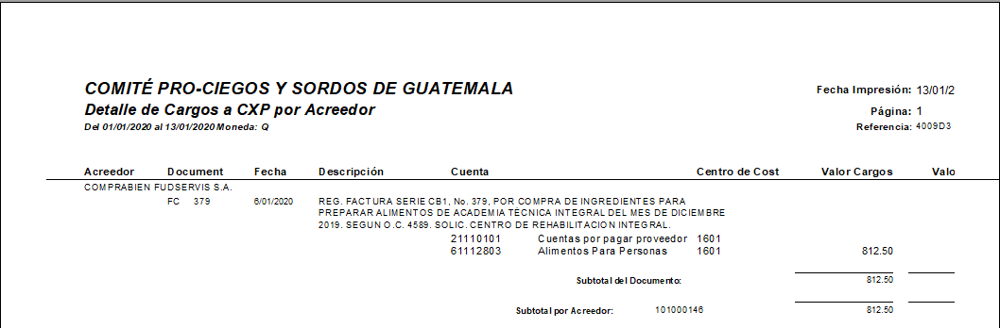 COMITÉ PRO-CIEGOS Y SORDOS DE GUATEMALA
Fecha Impresión: 13/01/2
Detalle de Cargos a CXP por Acreedor
Página: 1
Del 01/01/2020 al 13/01/2020 Moneda: Q
Referencia: 4009D3
Acreedor Document Fecha Descripción Cuenta Centro de Cost Valor Cargos Valo
COMPRABIEN FUDSERVIS S.A.
FC 379 6/01/2020 REG. FACTURA SERIE CB1, No. 379, POR COMPRA DE INGREDIENTES PARA
PREPARAR ALIMENTOS DE ACADEMIA TÉCNICA INTEGRAL DEL MES DE DICIEMBRE
2019. SEGUN O.C. 4589. SOLIC. CENTRO DE REHABILITACION INTEGRAL.
21110101 Cuentas por pagar proveedor 1601
61112803 Alimentos Para Personas 1601 812.50
Subtotal del Documento: 812.50
Subtotal por Acreedor: 101000146 812.50